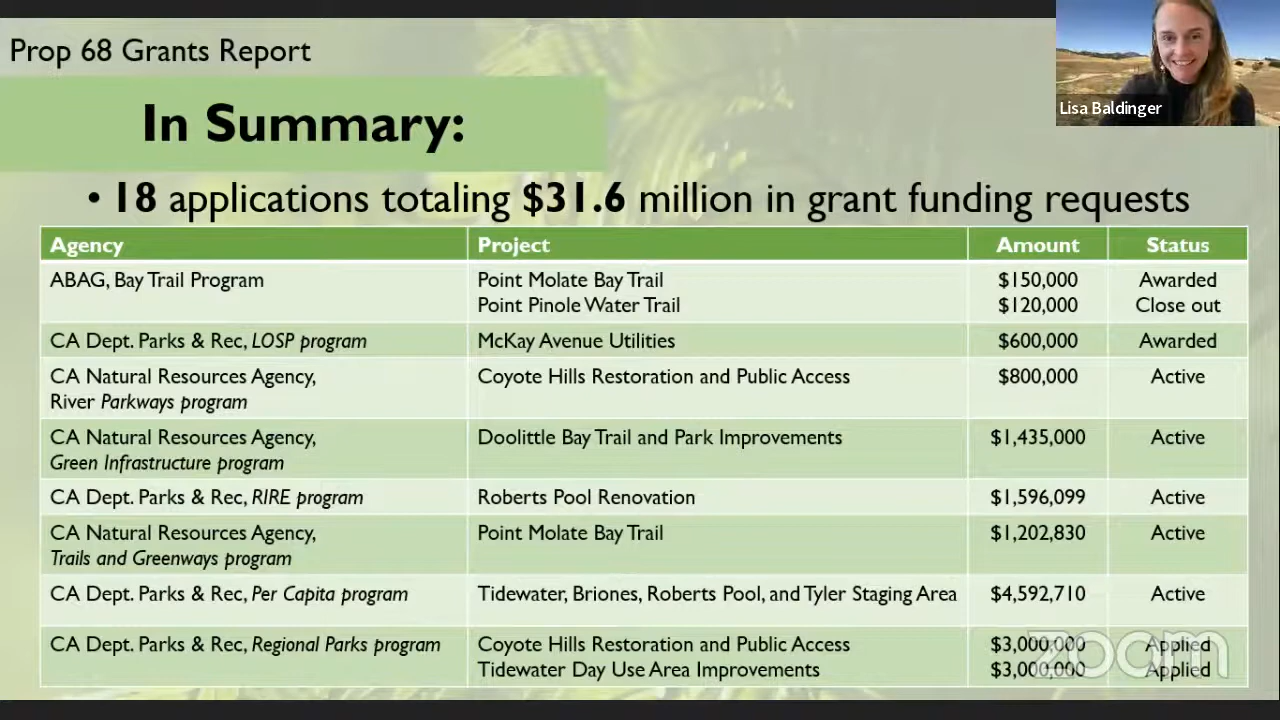 Prop 68 Grants Report
Lisa Baldinger
In Summary:
• 18 applications totaling $31.6 million in grant funding requests
Agency Project Amount Status
ABAG, Bay Trail Program Point Molate Bay Trail $150,000 Awarded
Point Pinole Water Trail $120,000 Close out
CA Dept. Parks & Rec, LOSP program McKay Avenue Utilities $600,000 Awarded
CA Natural Resources Agency, Coyote Hills Restoration and Public Access $800,000 Active
River Parkways program
CA Natural Resources Agency, Doolittle Bay Trail and Park Improvements $1,435,000 Active
Green Infrastructure program
CA Dept. Parks & Rec, RIRE program Roberts Pool Renovation $1,596,099 Active
CA Natural Resources Agency, Point Molate Bay Trail $1,202,830 Active
Trails and Greenways program
CA Dept. Parks & Rec, Per Capita program Tidewater, Briones, Roberts Pool, and Tyler Staging Area $4,592,710 Active
CA Dept. Parks & Rec, Regional Parks program Coyote Hills Restoration and Public Access $3,000,000 Applied
Tidewater Day Use Area Improvements $3,000,000 Applied
zoom